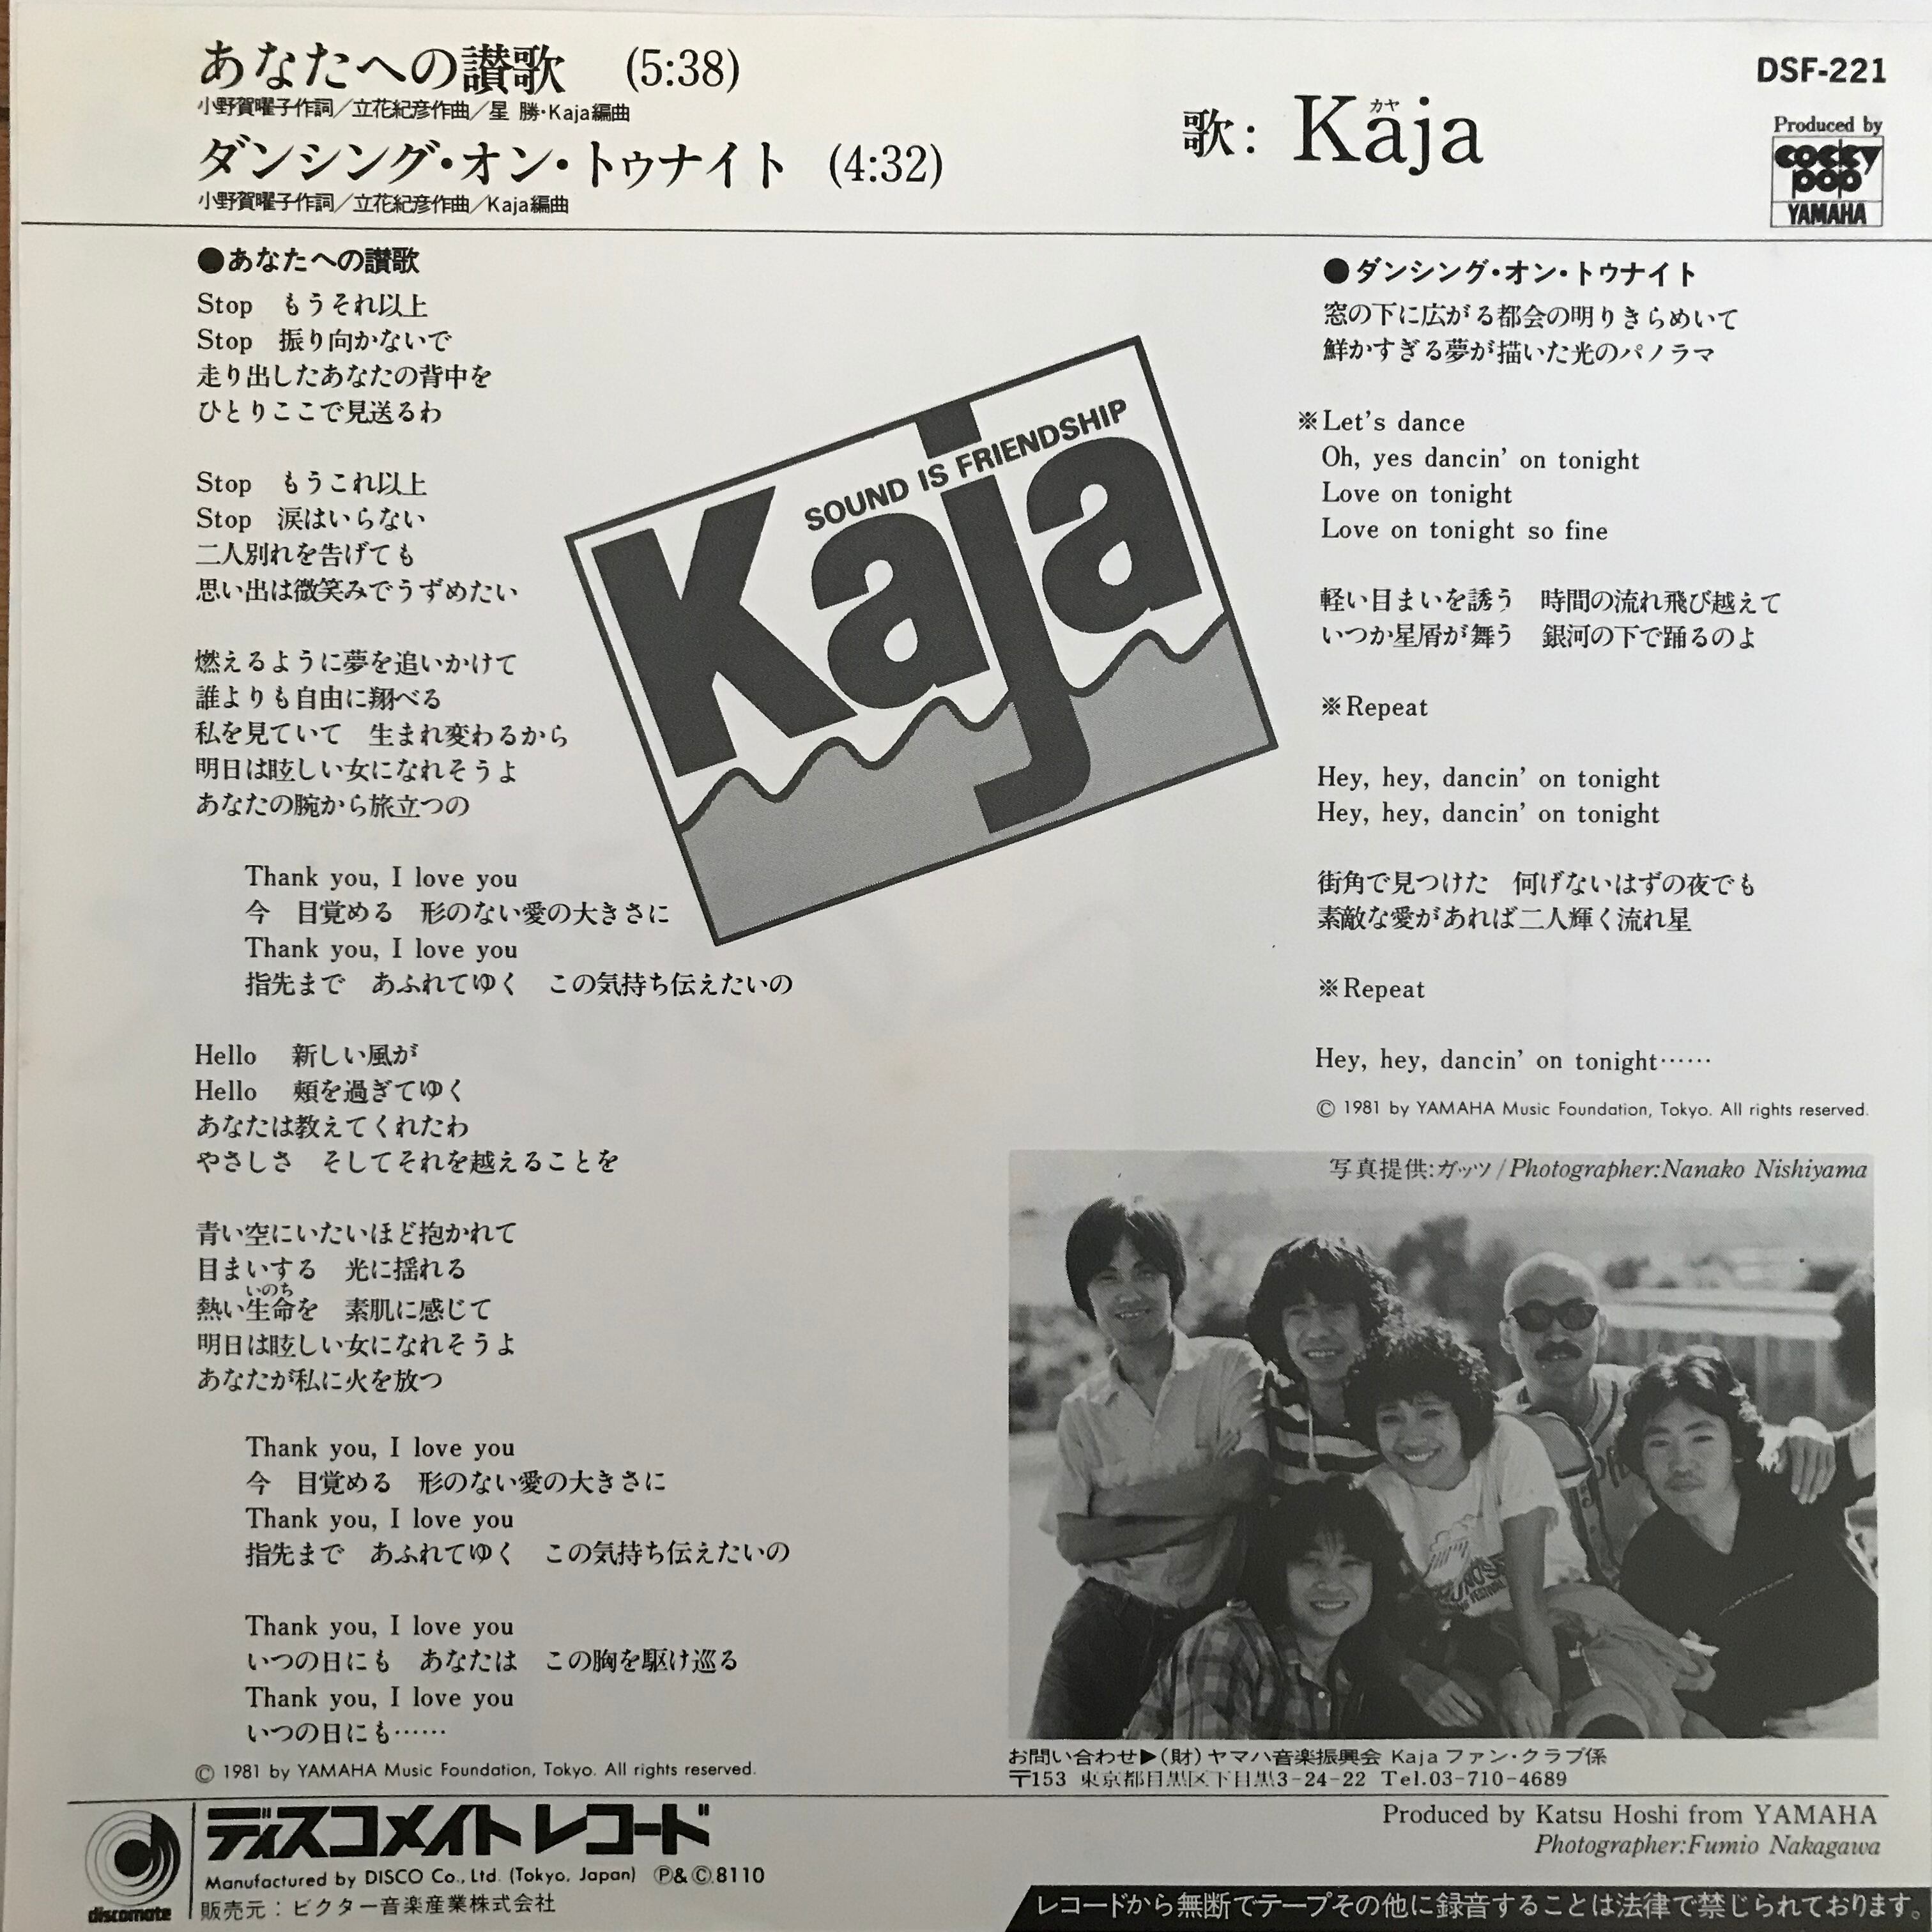 あなたへの讃歌 (5:38)
小野賀曜子作詞／立花紀彦作曲／星 勝・Kaja編曲
ダンシング・オン・トゥナイト (4:32)
小野賀曜子作詞／立花紀彦作曲／Kaja編曲
歌: Kaja
カヤ
DSF-221
Produced by
cocky
pop
YAMAHA
●あなたへの讃歌
Stop もうそれ以上
Stop 振り向かないで
走り出したあなたの背中を
ひとりここで見送るわ
Stop もうこれ以上
Stop 涙はいらない
二人別れを告げても
思い出は微笑みでうずめたい
燃えるように夢を追いかけて
誰よりも自由に翔べる
私を見ていて 生まれ変わるから
明日は眩しい女になれそうよ
あなたの腕から旅立つの
Thank you, I love you
今 目覚める 形のない愛の大きさに
Thank you, I love you
指先まで あふれてゆく この気持ち伝えたいの
Hello 新しい風が
Hello 頬を過ぎてゆく
あなたは教えてくれたわ
やさしさ そしてそれを越えることを
青い空にいたいほど抱かれて
目まいする 光に揺れる
いのち
熱い生命を 素肌に感じて
明日は眩しい女になれそうよ
あなたが私に火を放つ
Thank you, I love you
今 目覚める 形のない愛の大きさに
Thank you, I love you
指先まで あふれてゆく この気持ち伝えたいの
Thank you, I love you
いつの日にも あなたは この胸を駆け巡る
Thank you, I love you
いつの日にも……
© 1981 by YAMAHA Music Foundation, Tokyo. All rights reserved.
SOUND IS FRIENDSHIP
Kaja
●ダンシング・オン・トゥナイト
窓の下に広がる都会の明りきらめいて
鮮かすぎる夢が描いた光のパノラマ
※Let's dance
Oh, yes dancin' on tonight
Love on tonight
Love on tonight so fine
軽い目まいを誘う 時間の流れ飛び越えて
いつか星屑が舞う 銀河の下で踊るのよ
※Repeat
Hey, hey, dancin' on tonight
Hey, hey, dancin' on tonight
街角で見つけた 何げないはずの夜でも
素敵な愛があれば二人輝く流れ星
※Repeat
Hey, hey, dancin' on tonight……
© 1981 by YAMAHA Music Foundation, Tokyo. All rights reserved.
写真提供:ガッツ/Photographer:Nanako Nishiyama
お問い合わせ▶(財)ヤマハ音楽振興会 Kajaファン・クラブ係
〒153 東京都目黒区下目黒3-24-22 Tel.03-710-4689
Produced by Katsu Hoshi from YAMAHA
Photographer:Fumio Nakagawa
discomate
ディスコメイトレコード
Manufactured by DISCO Co., Ltd. (Tokyo, Japan) Ⓟ&Ⓒ.8110
販売元：ビクター音楽産業株式会社
レコードから無断でテープその他に録音することは法律で禁じられております。